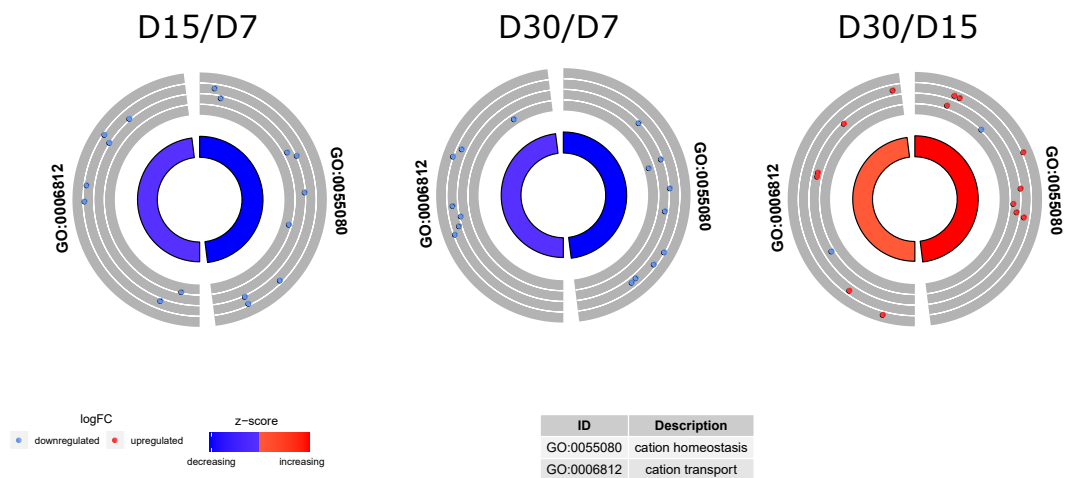 D15/D7
D30/D7
D30/D15
GO:0006812
GO:0055080
GO:0006812
GO:0055080
GO:0006812
GO:0055080
logFC
downregulated
upregulated
z−score
decreasing
increasing
ID Description
GO:0055080 cation homeostasis
GO:0006812 cation transport